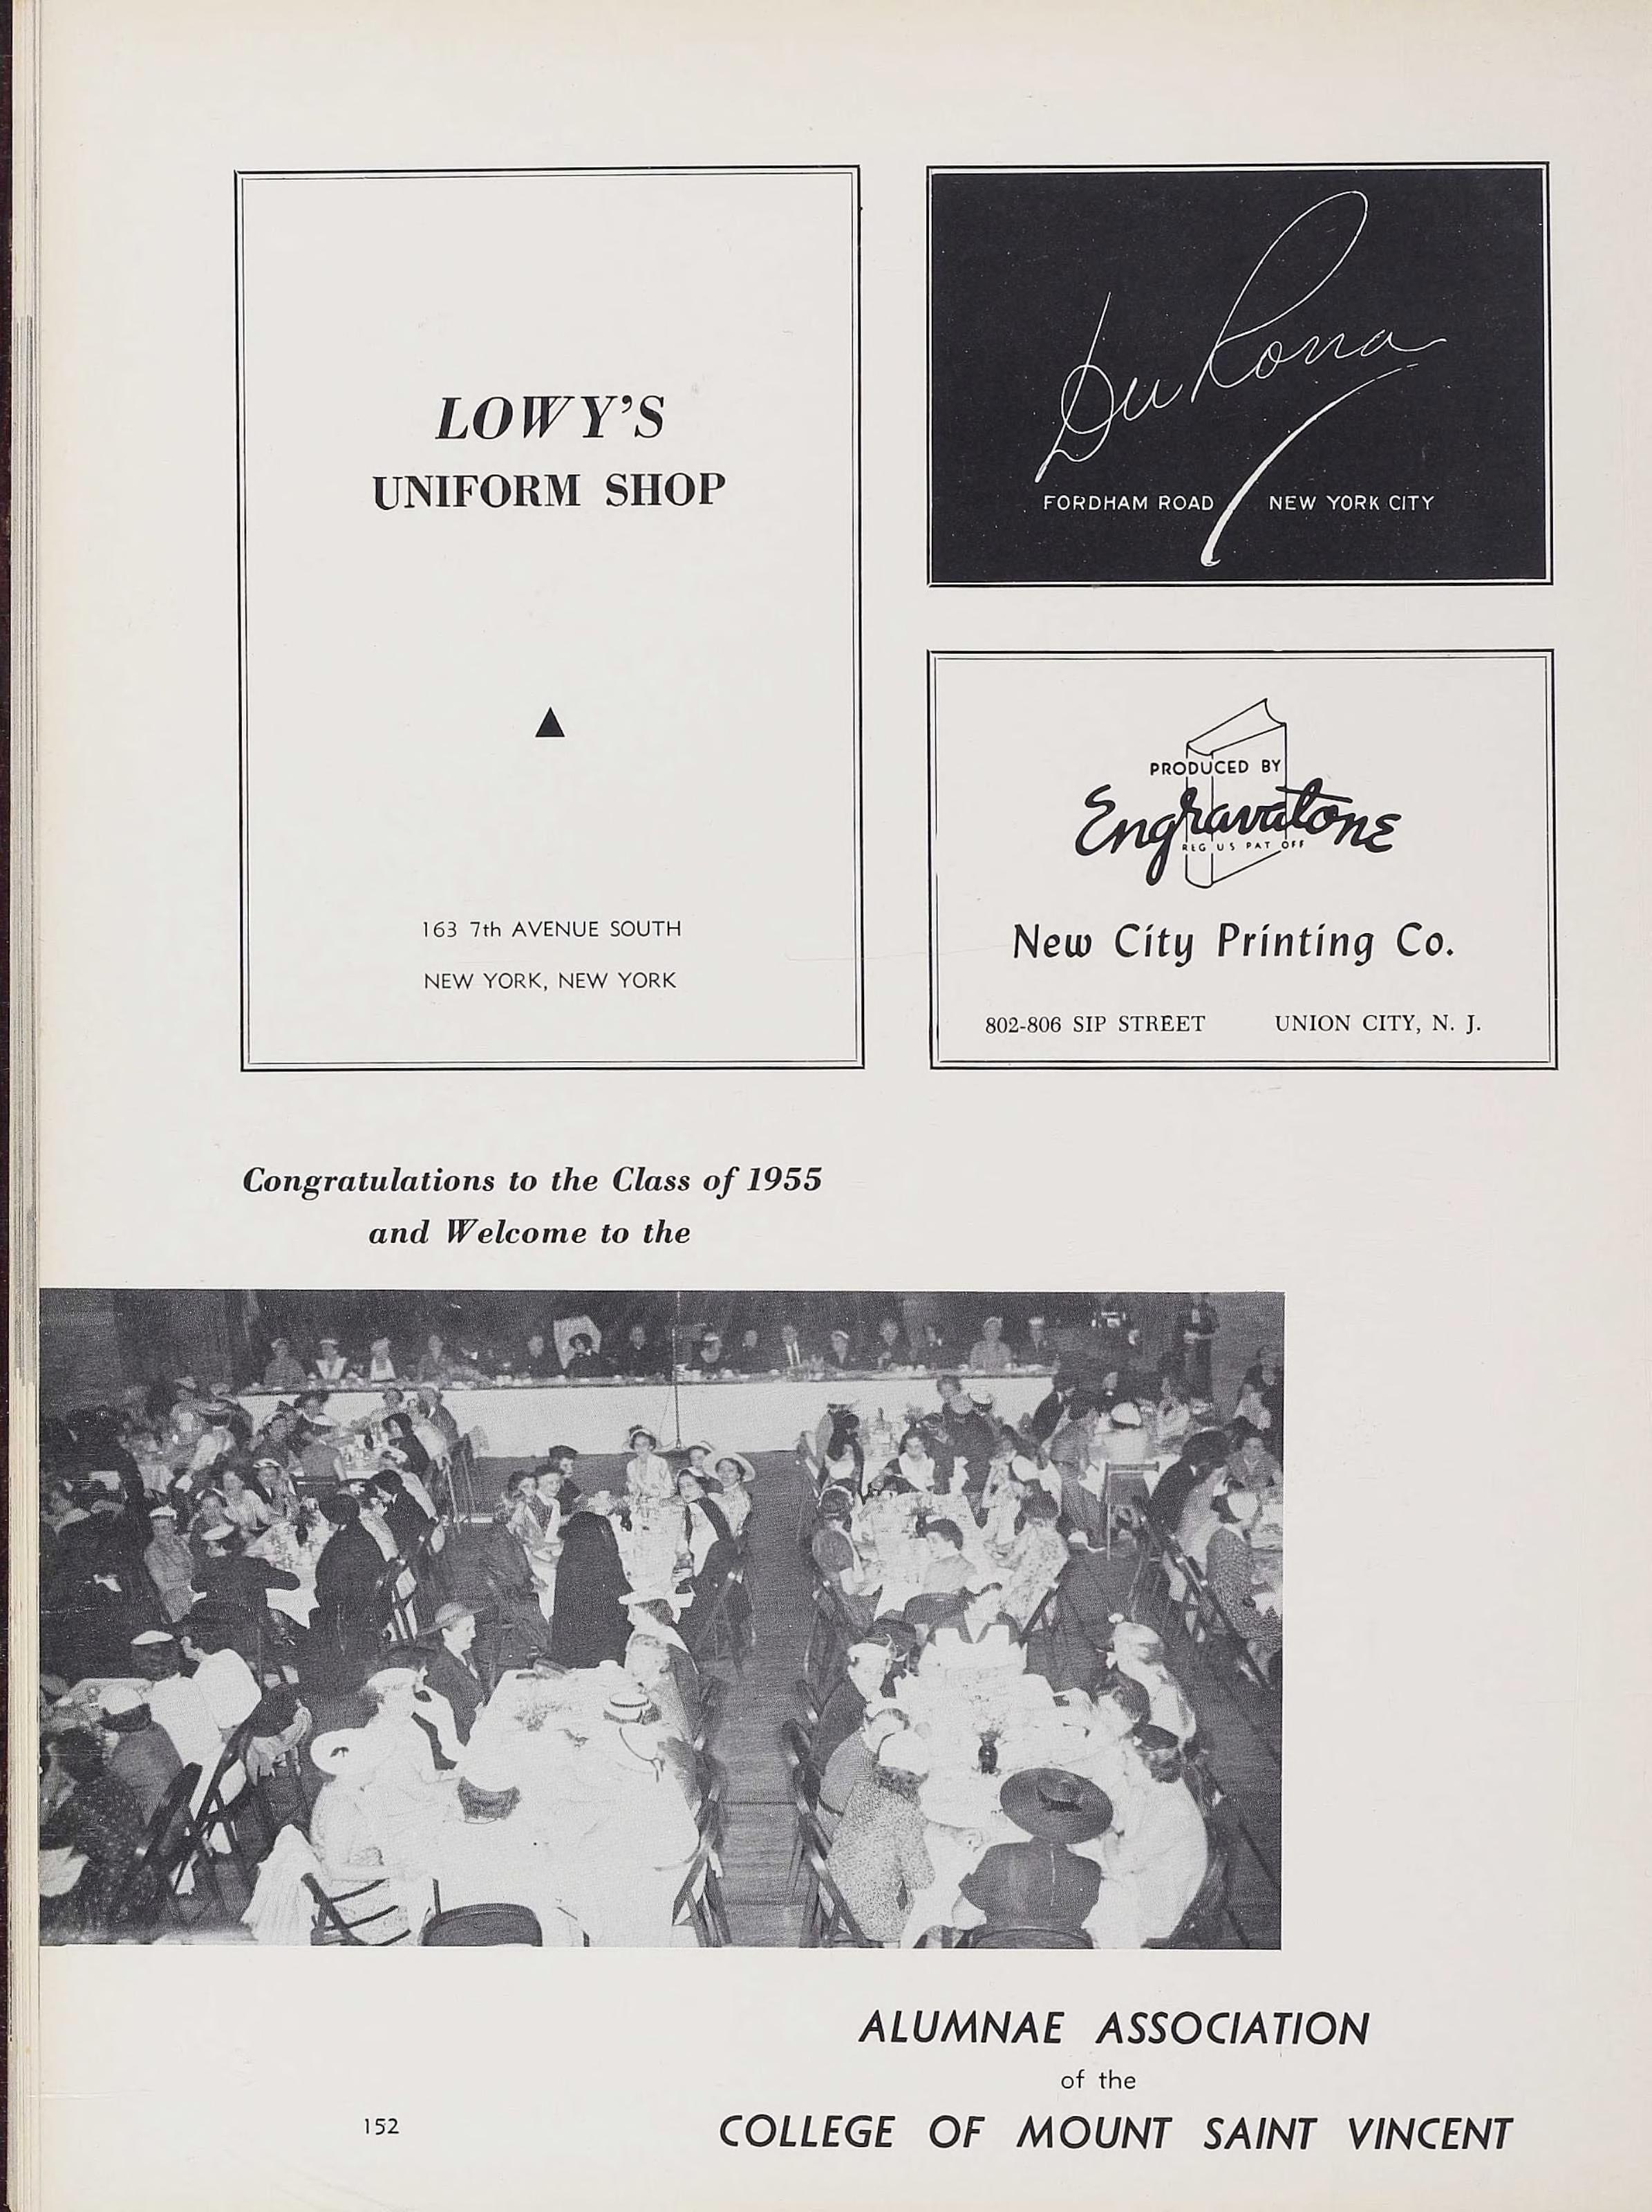 LOWY'S
UNIFORM SHOP
163 7th AVENUE SOUTH
NEW YORK, NEW YORK
Du Rona
FORDHAM ROAD NEW YORK CITY
PRODUCED BY
Engravatone
REG US PAT OFF
New City Printing Co.
802-806 SIP STREET UNION CITY, N. J.
Congratulations to the Class of 1955
and Welcome to the
ALUMNAE ASSOCIATION
of the
COLLEGE OF MOUNT SAINT VINCENT
152